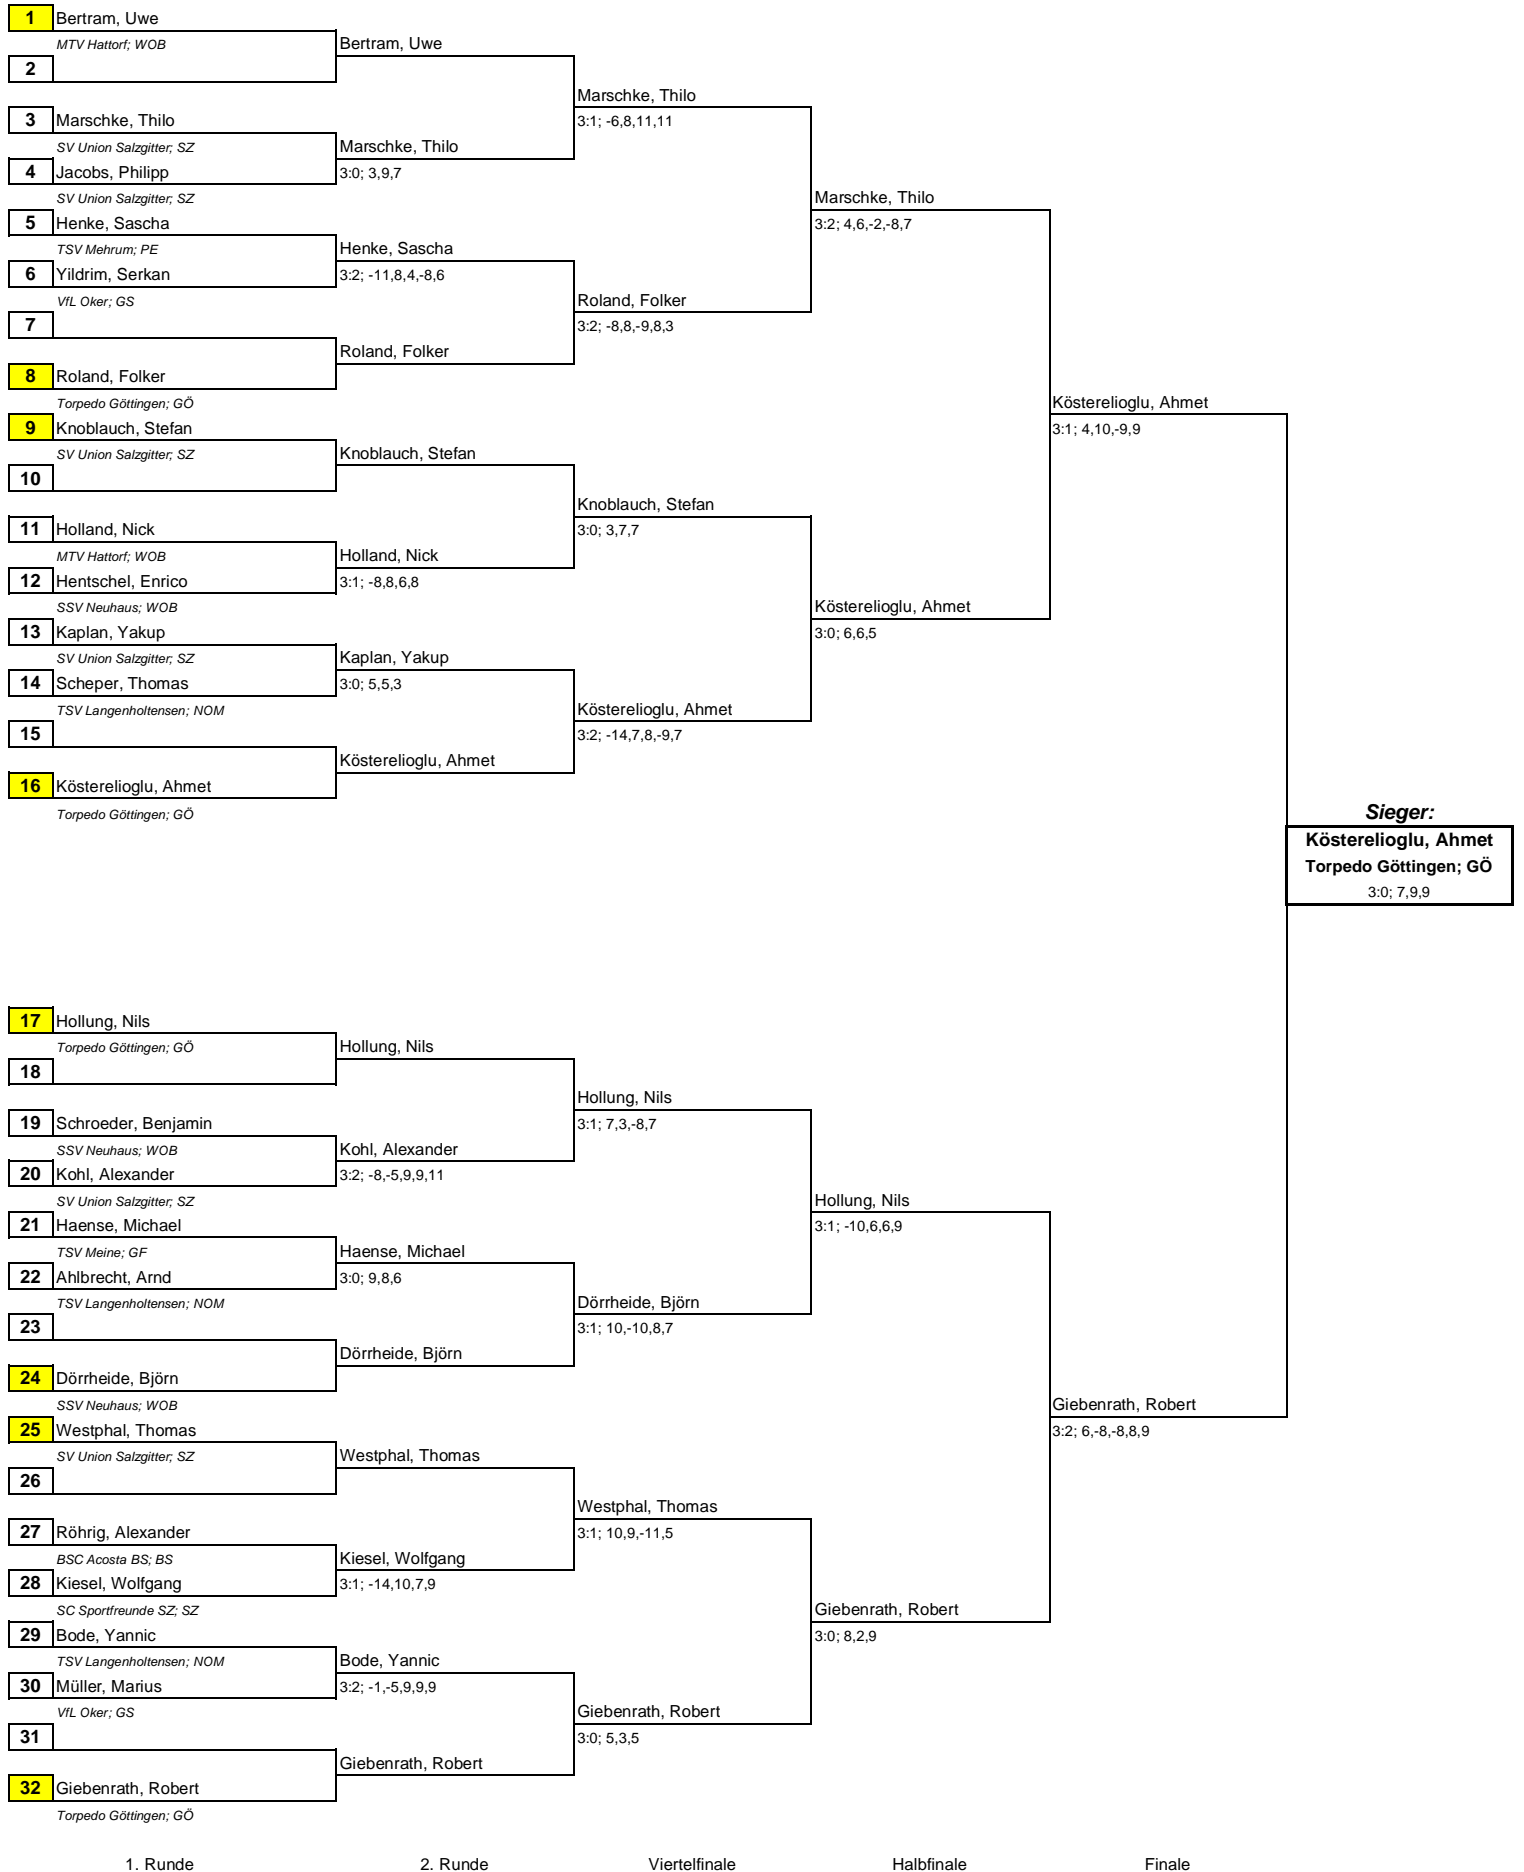 1 Bertram, Uwe
MTV Hattorf; WOB Bertram, Uwe
2
Marschke, Thilo
3 Marschke, Thilo 3:1; -6,8,11,11
SV Union Salzgitter; SZ Marschke, Thilo
4 Jacobs, Philipp 3:0; 3,9,7
SV Union Salzgitter; SZ Marschke, Thilo
5 Henke, Sascha 3:2; 4,6,-2,-8,7
TSV Mehrum; PE Henke, Sascha
6 Yildrim, Serkan 3:2; -11,8,4,-8,6
VfL Oker; GS Roland, Folker
7 3:2; -8,8,-9,8,3
Roland, Folker
8 Roland, Folker
Torpedo Göttingen; GÖ Kösterelioglu, Ahmet
9 Knoblauch, Stefan 3:1; 4,10,-9,9
SV Union Salzgitter; SZ Knoblauch, Stefan
10
Knoblauch, Stefan
11 Holland, Nick 3:0; 3,7,7
MTV Hattorf; WOB Holland, Nick
12 Hentschel, Enrico 3:1; -8,8,6,8
SSV Neuhaus; WOB Kösterelioglu, Ahmet
13 Kaplan, Yakup 3:0; 6,6,5
SV Union Salzgitter; SZ Kaplan, Yakup
14 Scheper, Thomas 3:0; 5,5,3
TSV Langenholtensen; NOM Kösterelioglu, Ahmet
15 3:2; -14,7,8,-9,7
Kösterelioglu, Ahmet
16 Kösterelioglu, Ahmet
Torpedo Göttingen; GÖ Sieger:
Kösterelioglu, Ahmet
Torpedo Göttingen; GÖ
3:0; 7,9,9
17 Hollung, Nils
Torpedo Göttingen; GÖ Hollung, Nils
18
Hollung, Nils
19 Schroeder, Benjamin 3:1; 7,3,-8,7
SSV Neuhaus; WOB Kohl, Alexander
20 Kohl, Alexander 3:2; -8,-5,9,9,11
SV Union Salzgitter; SZ Hollung, Nils
21 Haense, Michael 3:1; -10,6,6,9
TSV Meine; GF Haense, Michael
22 Ahlbrecht, Arnd 3:0; 9,8,6
TSV Langenholtensen; NOM Dörrheide, Björn
23 3:1; 10,-10,8,7
Dörrheide, Björn
24 Dörrheide, Björn
SSV Neuhaus; WOB Giebenrath, Robert
25 Westphal, Thomas 3:2; 6,-8,-8,8,9
SV Union Salzgitter; SZ Westphal, Thomas
26
Westphal, Thomas
27 Röhrig, Alexander 3:1; 10,9,-11,5
BSC Acosta BS; BS Kiesel, Wolfgang
28 Kiesel, Wolfgang 3:1; -14,10,7,9
SC Sportfreunde SZ; SZ Giebenrath, Robert
29 Bode, Yannic 3:0; 8,2,9
TSV Langenholtensen; NOM Bode, Yannic
30 Müller, Marius 3:2; -1,-5,9,9,9
VfL Oker; GS Giebenrath, Robert
31 3:0; 5,3,5
Giebenrath, Robert
32 Giebenrath, Robert
Torpedo Göttingen; GÖ
1. Runde 2. Runde Viertelfinale Halbfinale Finale